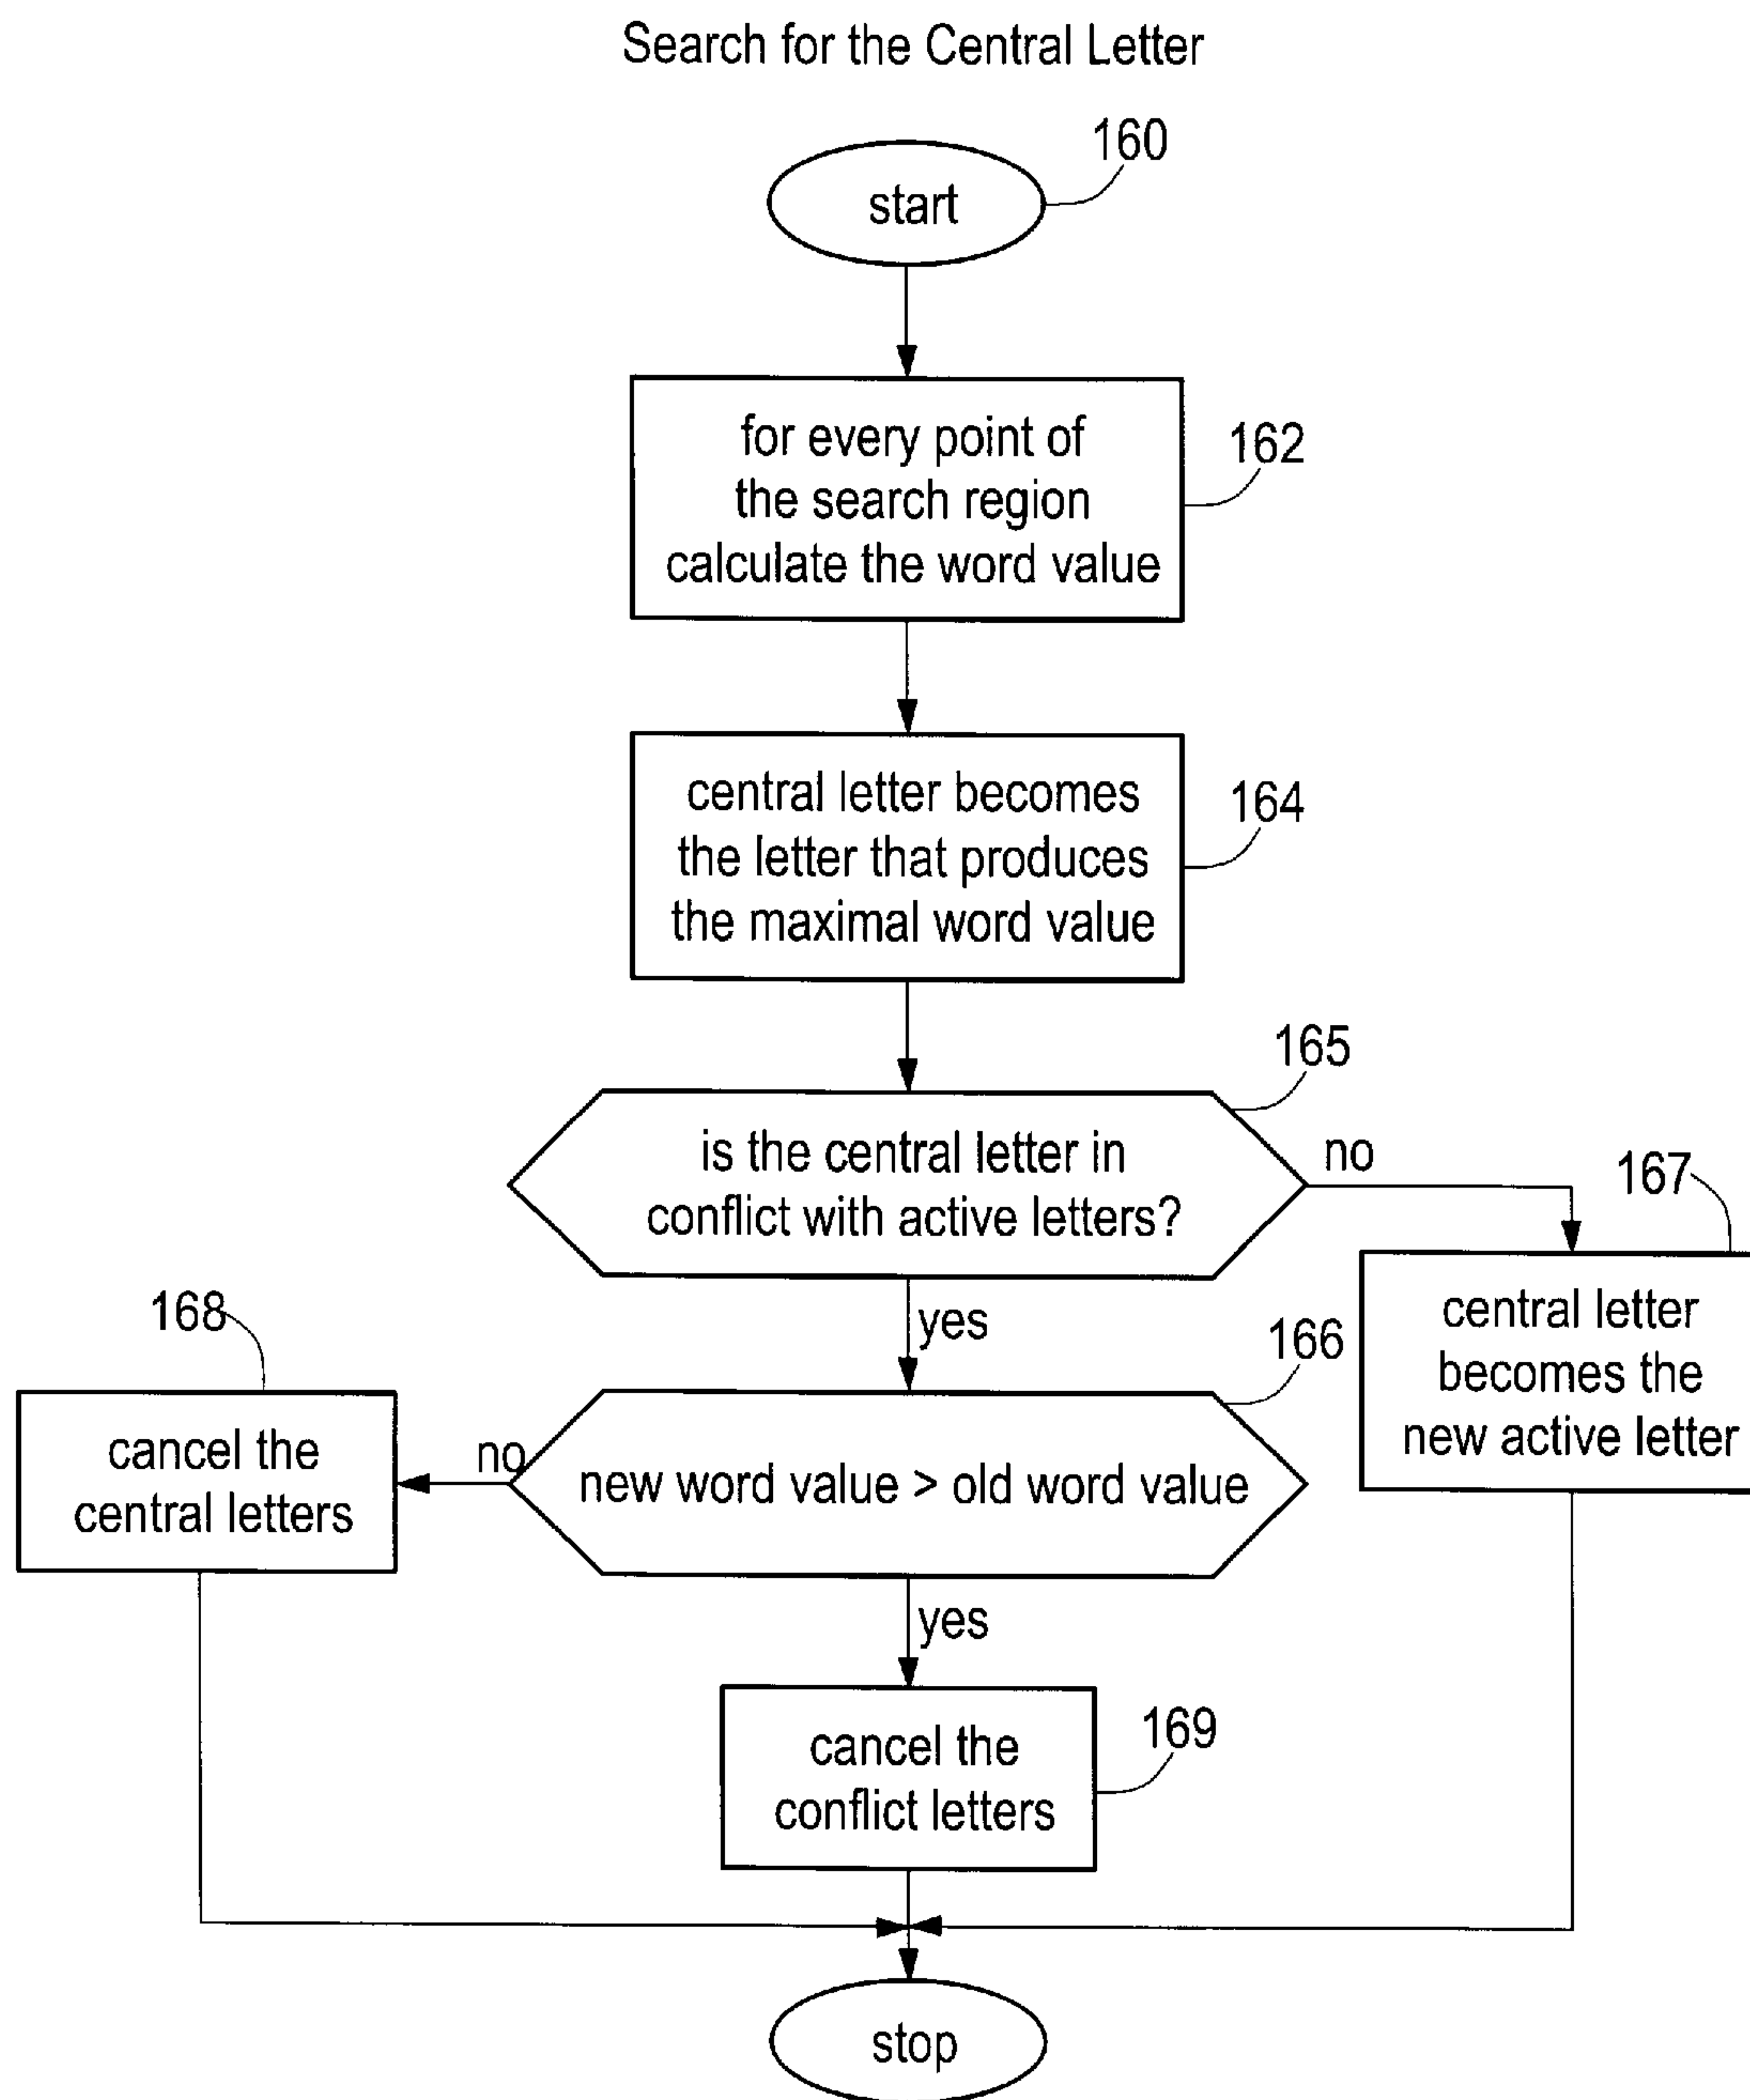 Search for the Central Letter
160
start
for every point of
the search region
calculate the word value
162
central letter becomes
the letter that produces
the maximal word value
164
165
is the central letter in
conflict with active letters?
no
167
central letter
becomes the
new active letter
yes
168
166
cancel the
central letters
no
new word value > old word value
yes
cancel the
conflict letters
169
stop